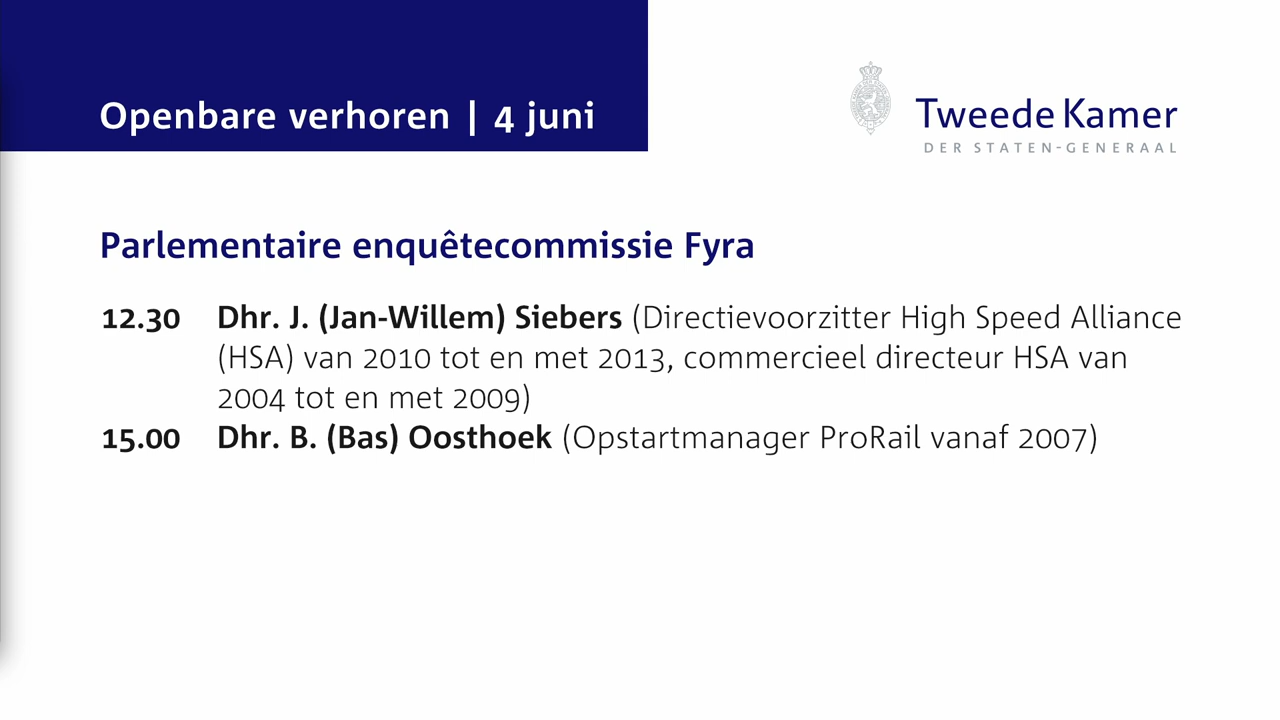 Openbare verhoren | 4 juni
Tweede Kamer
DER STATEN-GENERAAL
Parlementaire enquêtecommissie Fyra
12.30 Dhr. J. (Jan-Willem) Siebers (Directievoorzitter High Speed Alliance
(HSA) van 2010 tot en met 2013, commercieel directeur HSA van
2004 tot en met 2009)
15.00 Dhr. B. (Bas) Oosthoek (Opstartmanager ProRail vanaf 2007)